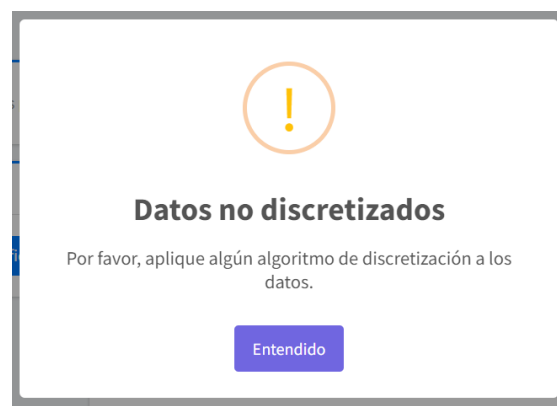 !
Datos no discretizados
Por favor, aplique algún algoritmo de discretización a los
datos.
Entendido